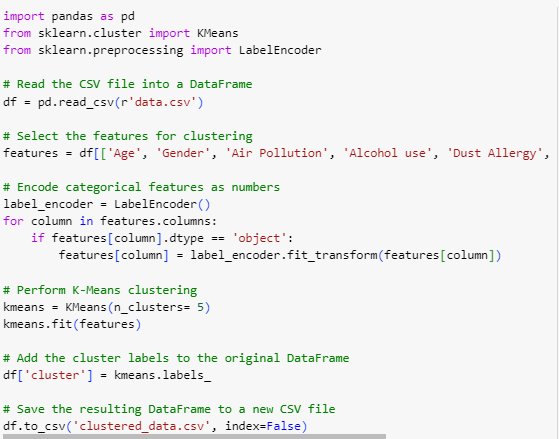 import pandas as pd
from sklearn.cluster import KMeans
from sklearn.preprocessing import LabelEncoder
# Read the CSV file into a DataFrame
df = pd.read_csv(r'data.csv')
# Select the features for clustering
features = df[['Age', 'Gender', 'Air Pollution', 'Alcohol use', 'Dust Allergy',
# Encode categorical features as numbers
label_encoder = LabelEncoder()
for column in features.columns:
    if features[column].dtype == 'object':
        features[column] = label_encoder.fit_transform(features[column])
# Perform K-Means clustering
kmeans = KMeans(n_clusters= 5)
kmeans.fit(features)
# Add the cluster labels to the original DataFrame
df['cluster'] = kmeans.labels_
# Save the resulting DataFrame to a new CSV file
df.to_csv('clustered_data.csv', index=False)